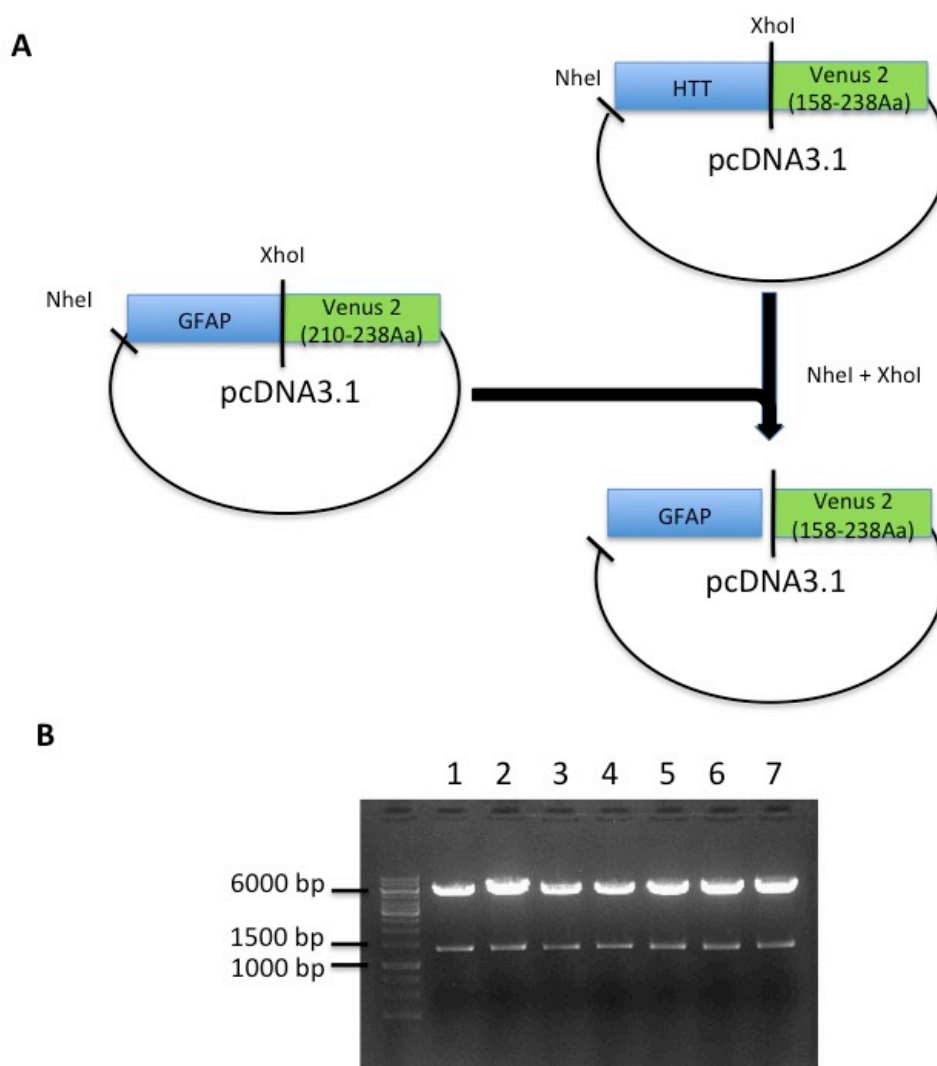 A
XhoI
NheI
HTT
Venus 2
(158-238Aa)
pcDNA3.1
XhoI
NheI
GFAP
Venus 2
(210-238Aa)
pcDNA3.1
NheI + XhoI
GFAP
Venus 2
(158-238Aa)
pcDNA3.1
B
1 2 3 4 5 6 7
6000 bp
1500 bp
1000 bp